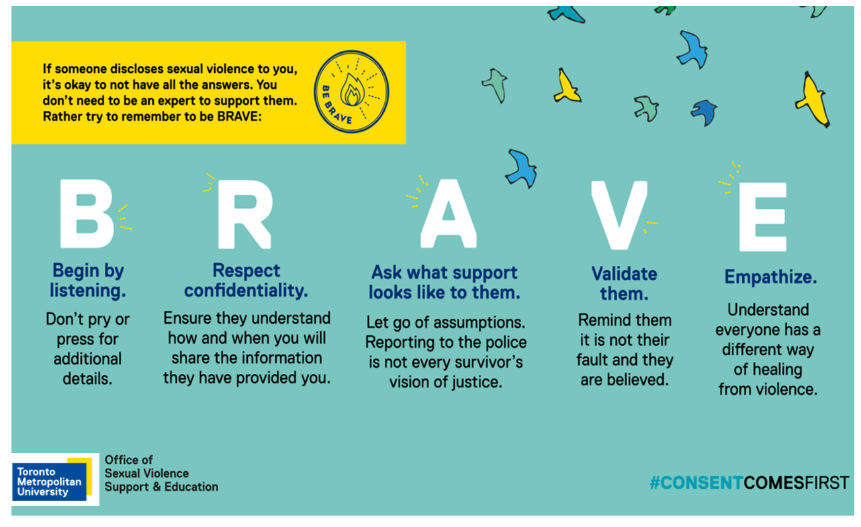 If someone discloses sexual violence to you,
it's okay to not have all the answers. You
don't need to be an expert to support them.
Rather try to remember to be BRAVE:
BE BRAVE
B
Begin by
listening.
Don't pry or
press for
additional
details.
R
Respect
confidentiality.
Ensure they understand
how and when you will
share the information
they have provided you.
A
Ask what support
looks like to them.
Let go of assumptions.
Reporting to the police
is not every survivor's
vision of justice.
V
Validate
them.
Remind them
it is not their
fault and they
are believed.
E
Empathize.
Understand
everyone has a
different way
of healing
from violence.
Toronto
Metropolitan
University
Office of
Sexual Violence
Support & Education
#CONSENTCOMESFIRST